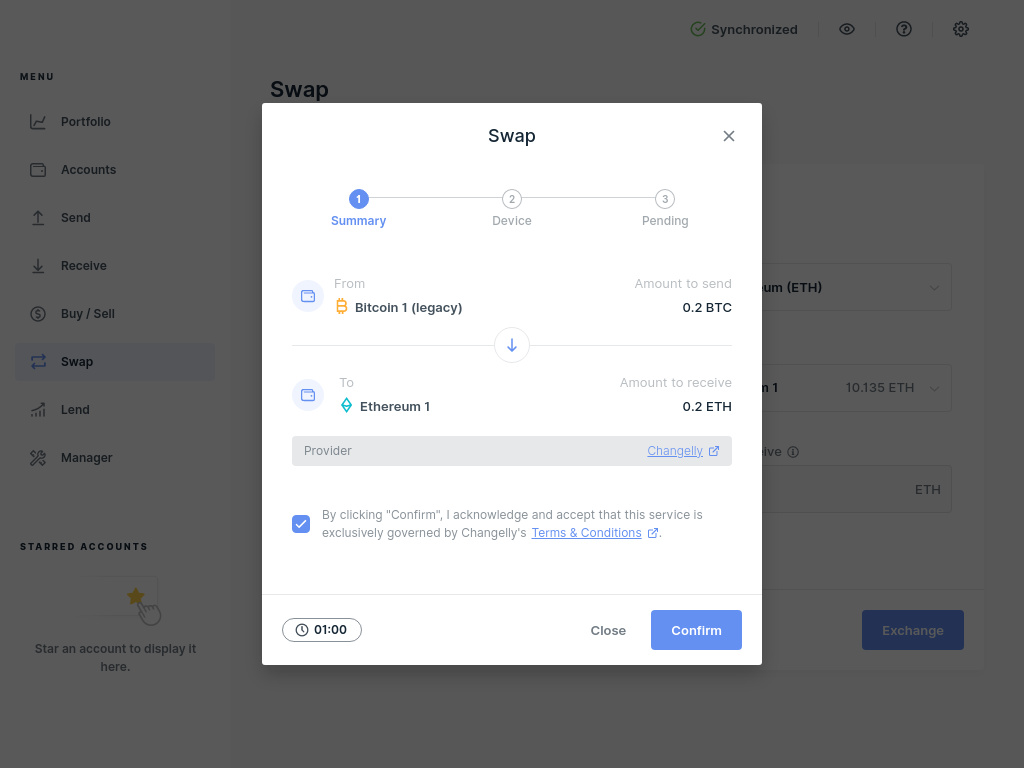 Synchronized
MENU
Swap
Portfolio
Accounts
Send
Receive
Buy / Sell
Swap
Lend
Manager
STARRED ACCOUNTS
Star an account to display it
here.
Swap
1
2
3
Summary
Device
Pending
From
Amount to send
Bitcoin 1 (legacy)
0.2 BTC
To
Amount to receive
Ethereum 1
0.2 ETH
Provider
Changelly
By clicking "Confirm", I acknowledge and accept that this service is
exclusively governed by Changelly's Terms & Conditions .
01:00
Close
Confirm
(ETH)
1
10.135 ETH
ETH
Exchange